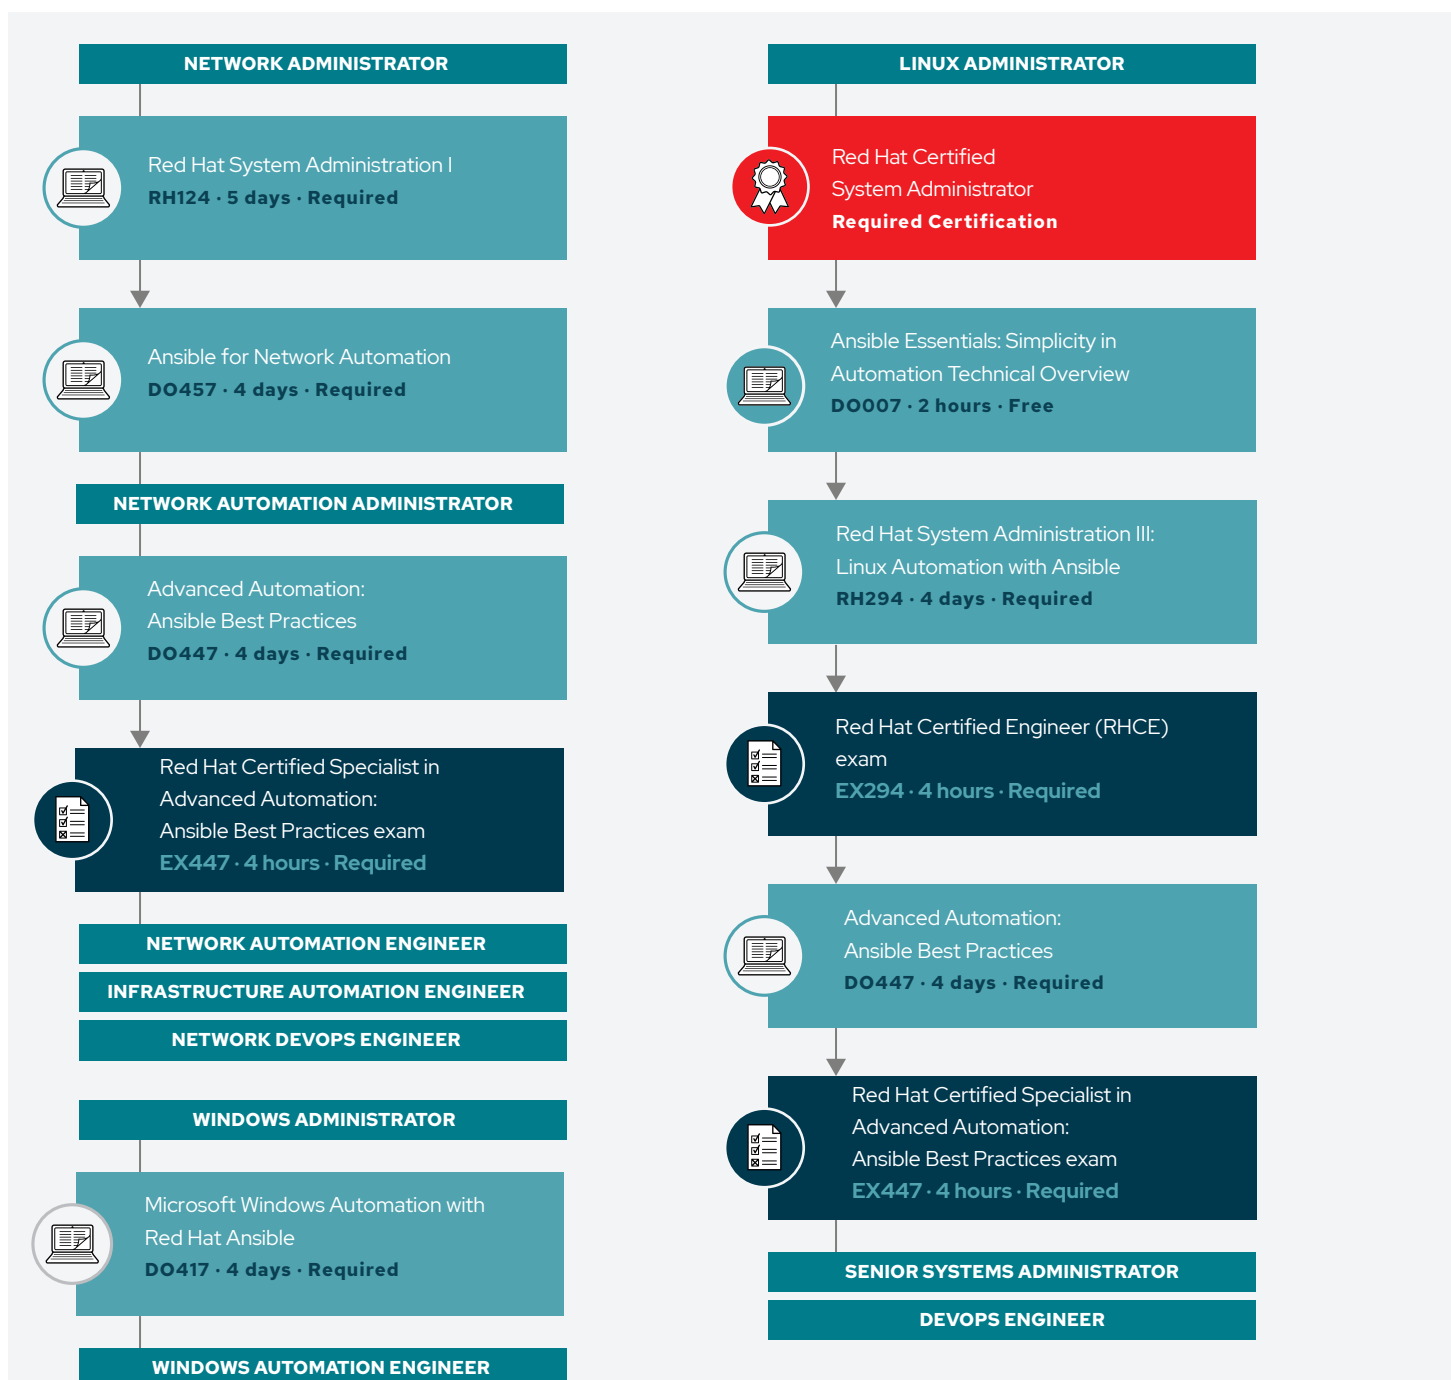 NETWORK ADMINISTRATOR
Red Hat System Administration I
RH124 · 5 days · Required
Ansible for Network Automation
DO457 · 4 days · Required
NETWORK AUTOMATION ADMINISTRATOR
Advanced Automation:
Ansible Best Practices
DO447 · 4 days · Required
Red Hat Certified Specialist in
Advanced Automation:
Ansible Best Practices exam
EX447 · 4 hours · Required
NETWORK AUTOMATION ENGINEER
INFRASTRUCTURE AUTOMATION ENGINEER
NETWORK DEVOPS ENGINEER
WINDOWS ADMINISTRATOR
Microsoft Windows Automation with
Red Hat Ansible
DO417 · 4 days · Required
WINDOWS AUTOMATION ENGINEER
LINUX ADMINISTRATOR
Red Hat Certified
System Administrator
Required Certification
Ansible Essentials: Simplicity in
Automation Technical Overview
DO007 · 2 hours · Free
Red Hat System Administration III:
Linux Automation with Ansible
RH294 · 4 days · Required
Red Hat Certified Engineer (RHCE)
exam
EX294 · 4 hours · Required
Advanced Automation:
Ansible Best Practices
DO447 · 4 days · Required
Red Hat Certified Specialist in
Advanced Automation:
Ansible Best Practices exam
EX447 · 4 hours · Required
SENIOR SYSTEMS ADMINISTRATOR
DEVOPS ENGINEER